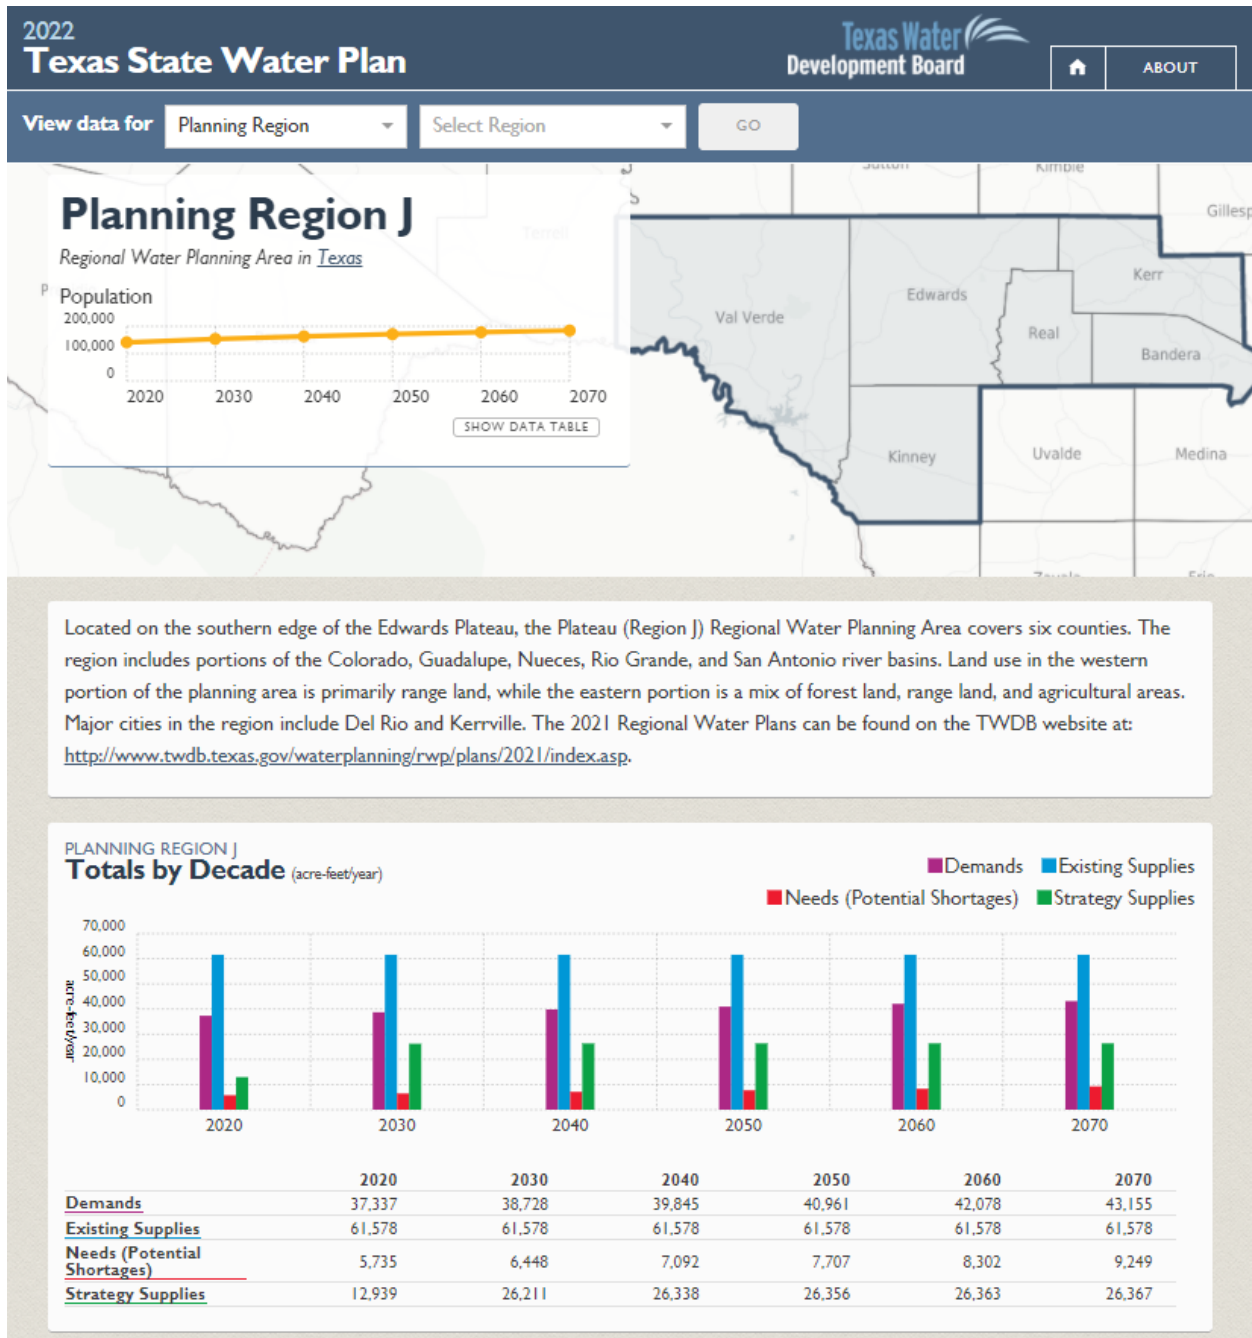 2022
Texas State Water Plan
Texas Water
Development Board
ABOUT
View data for
Planning Region
Select Region
GO
Sutton
Kimble
Gillesp
Planning Region J
Terrell
Regional Water Planning Area in Texas
P
S
Population
200,000
100,000
0
2020 2030 2040 2050 2060 2070
SHOW DATA TABLE
Val Verde
Edwards
Kerr
Real
Bandera
Kinney
Uvalde
Medina
Located on the southern edge of the Edwards Plateau, the Plateau (Region J) Regional Water Planning Area covers six counties. The
region includes portions of the Colorado, Guadalupe, Nueces, Rio Grande, and San Antonio river basins. Land use in the western
portion of the planning area is primarily range land, while the eastern portion is a mix of forest land, range land, and agricultural areas.
Major cities in the region include Del Rio and Kerrville. The 2021 Regional Water Plans can be found on the TWDB website at:
http://www.twdb.texas.gov/waterplanning/rwp/plans/2021/index.asp.
PLANNING REGION J
Totals by Decade (acre-feet/year)
Demands Existing Supplies
Needs (Potential Shortages) Strategy Supplies
acre-feet/year
70,000
60,000
50,000
40,000
30,000
20,000
10,000
0
2020 2030 2040 2050 2060 2070
2020 2030 2040 2050 2060 2070
Demands 37,337 38,728 39,845 40,961 42,078 43,155
Existing Supplies 61,578 61,578 61,578 61,578 61,578 61,578
Needs (Potential
Shortages) 5,735 6,448 7,092 7,707 8,302 9,249
Strategy Supplies 12,939 26,211 26,338 26,356 26,363 26,367